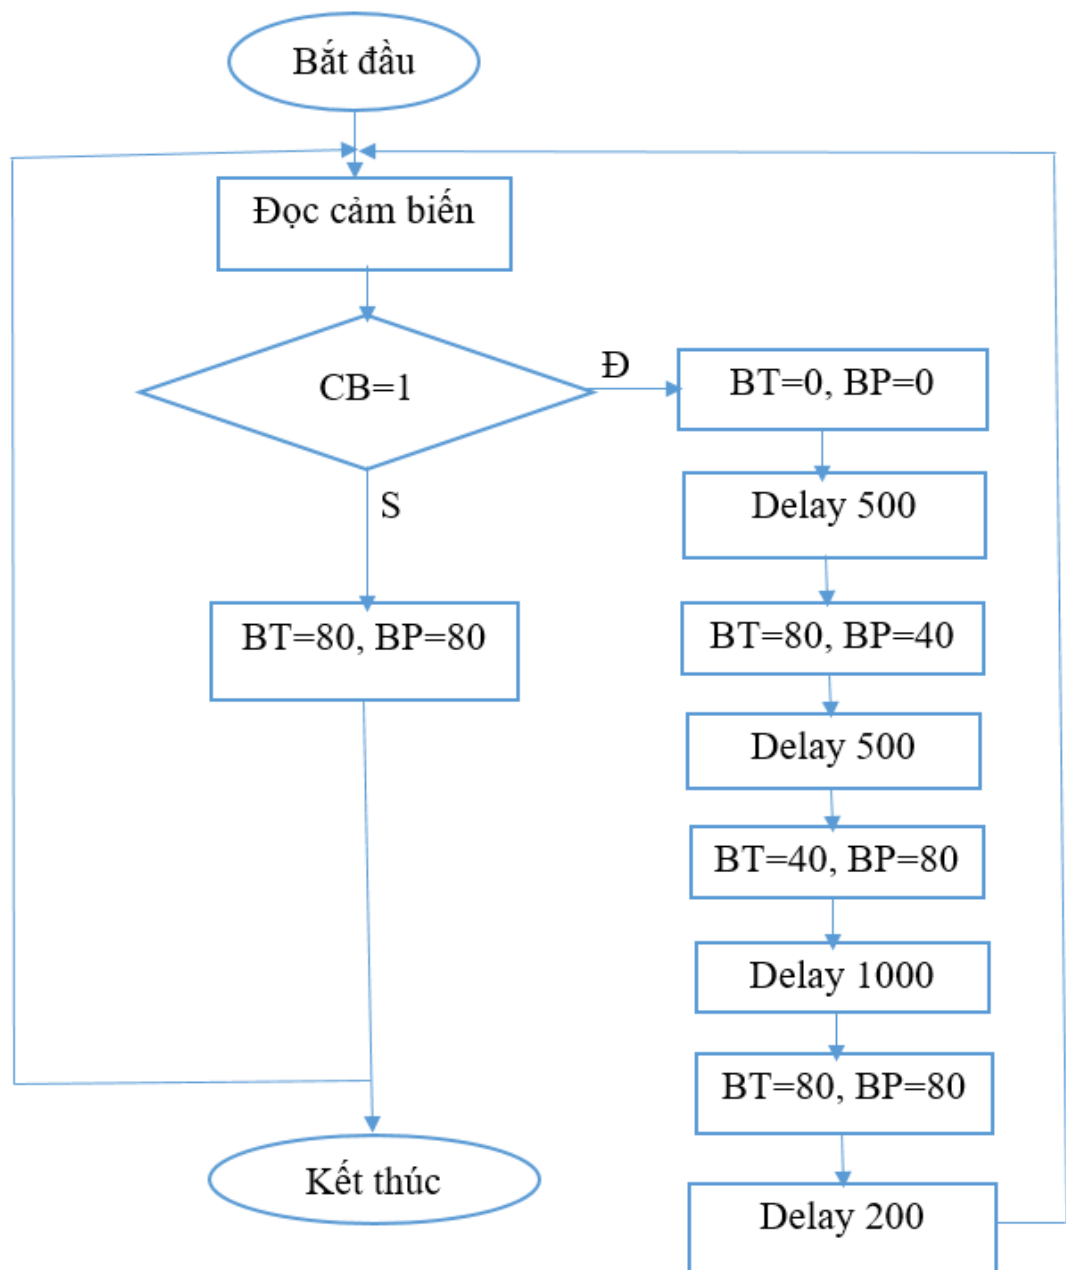 Bắt đầu
Đọc cảm biến
CB=1
Đ
S
BT=80, BP=80
Kết thúc
BT=0, BP=0
Delay 500
BT=80, BP=40
Delay 500
BT=40, BP=80
Delay 1000
BT=80, BP=80
Delay 200